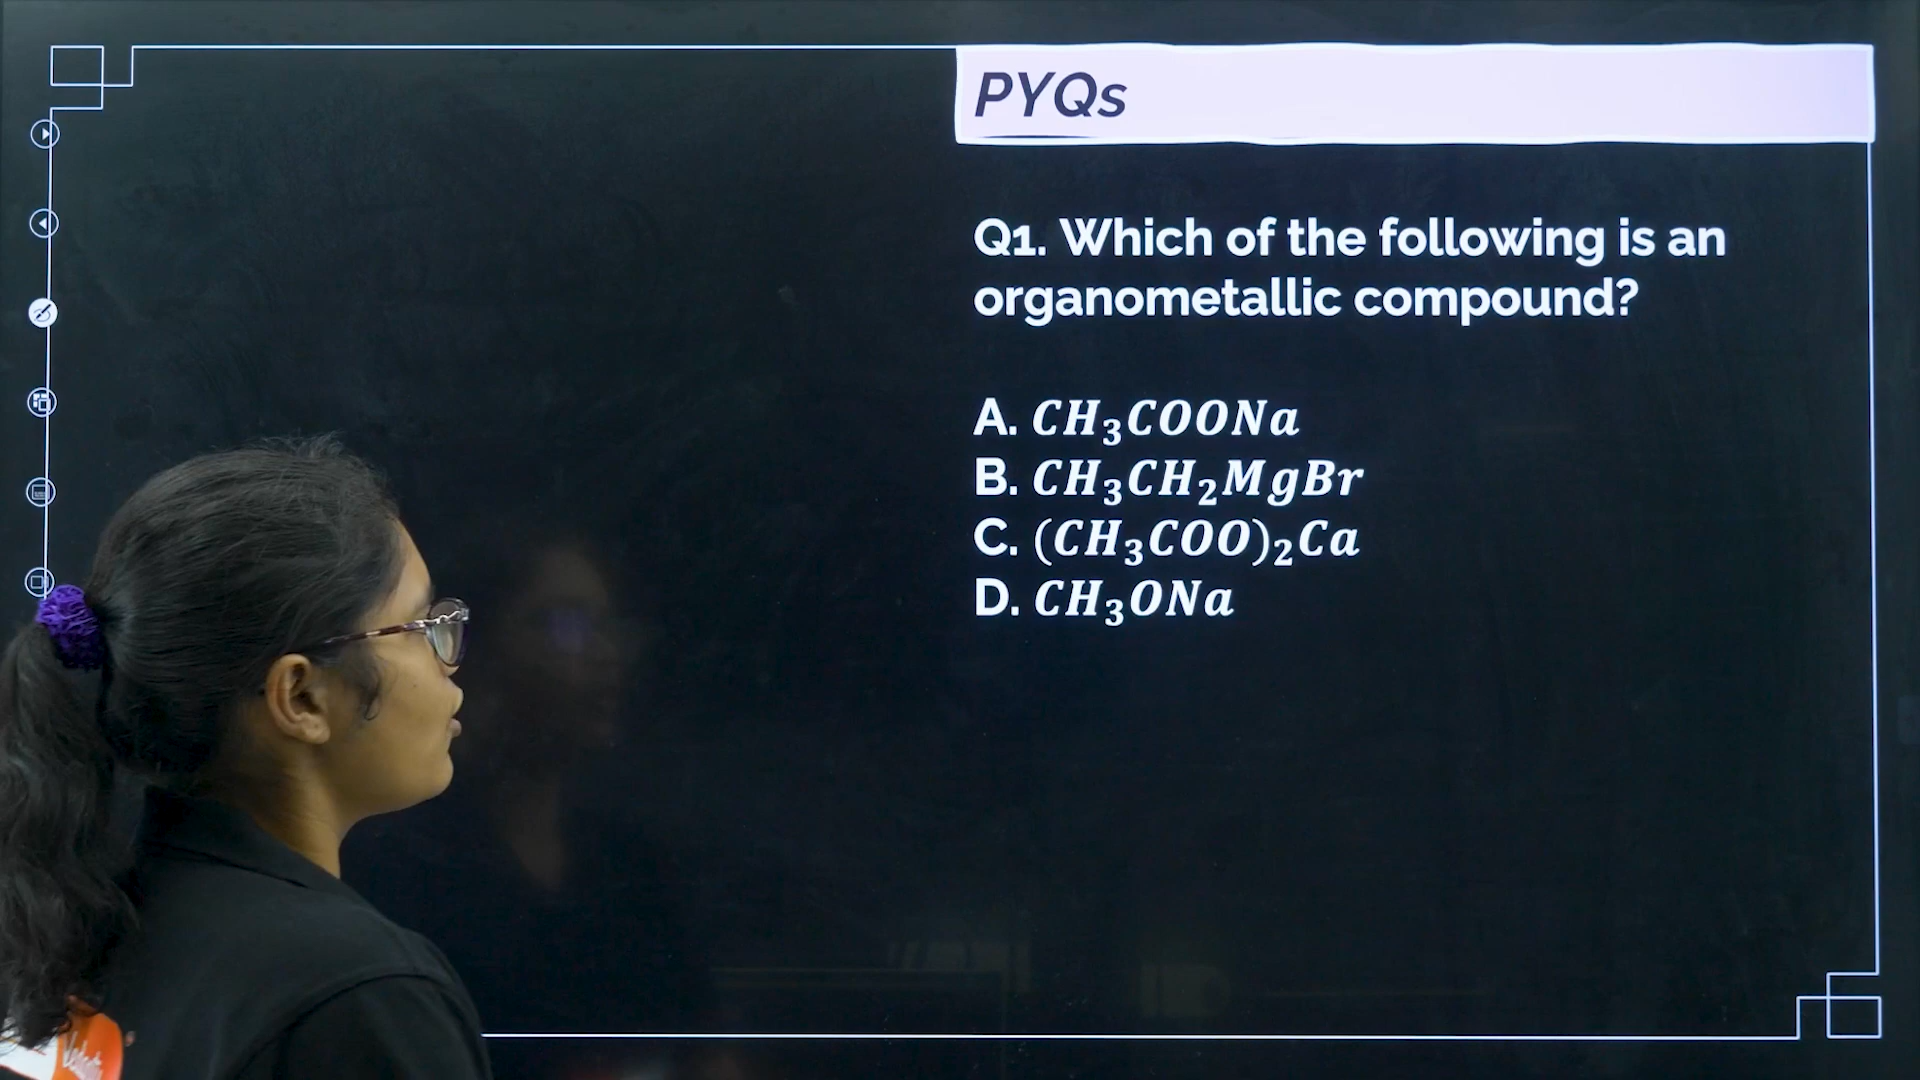 PYQs
Q1. Which of the following is an
organometallic compound?
A. CH₃COONa
B. CH₃CH₂MgBr
C. (CH₃COO)₂Ca
D. CH₃ONa